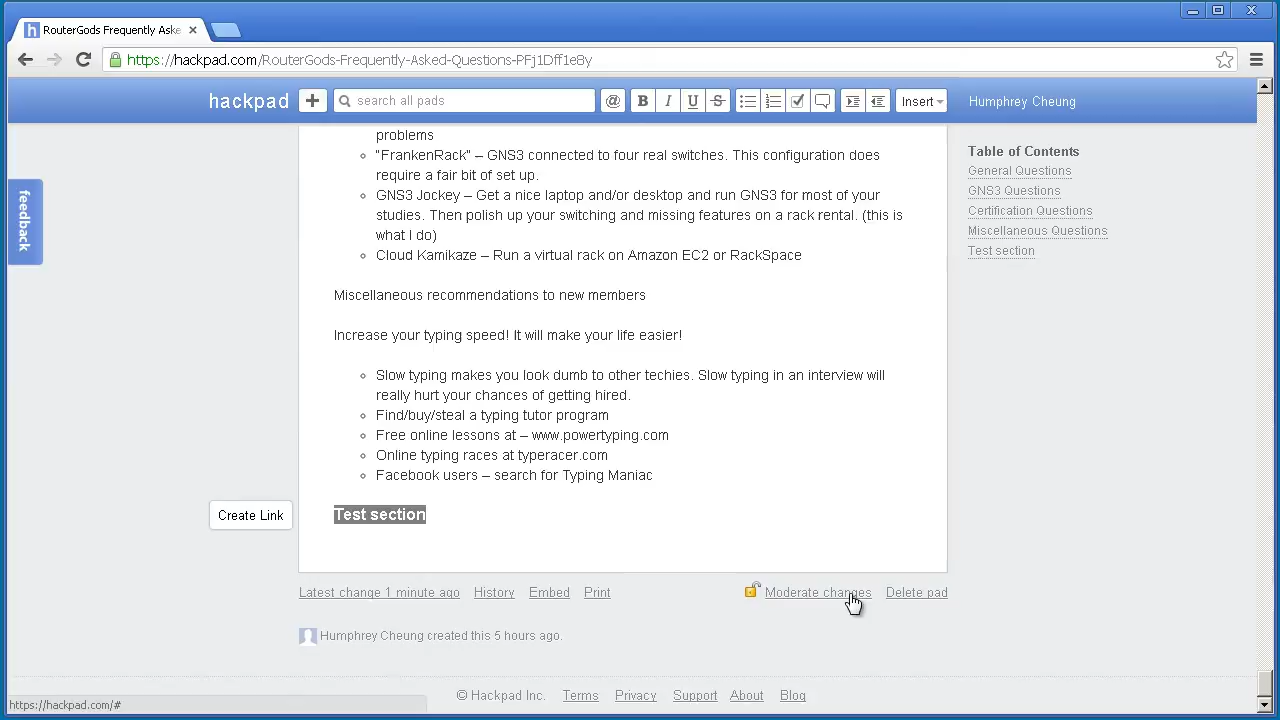 RouterGods Frequently Aske
https://hackpad.com/RouterGods-Frequently-Asked-Questions-PFj1Dff1e8y
hackpad
search all pads
@ B I U S Insert
Humphrey Cheung
feedback
problems
"FrankenRack" – GNS3 connected to four real switches. This configuration does
require a fair bit of set up.
GNS3 Jockey – Get a nice laptop and/or desktop and run GNS3 for most of your
studies. Then polish up your switching and missing features on a rack rental. (this is
what I do)
Cloud Kamikaze – Run a virtual rack on Amazon EC2 or RackSpace
Miscellaneous recommendations to new members
Increase your typing speed! It will make your life easier!
Slow typing makes you look dumb to other techies. Slow typing in an interview will
really hurt your chances of getting hired.
Find/buy/steal a typing tutor program
Free online lessons at – www.powertyping.com
Online typing races at typeracer.com
Facebook users – search for Typing Maniac
Create Link
Test section
Table of Contents
General Questions
GNS3 Questions
Certification Questions
Miscellaneous Questions
Test section
Latest change 1 minute ago History Embed Print
Moderate changes Delete pad
Humphrey Cheung created this 5 hours ago.
© Hackpad Inc. Terms Privacy Support About Blog
https://hackpad.com/#